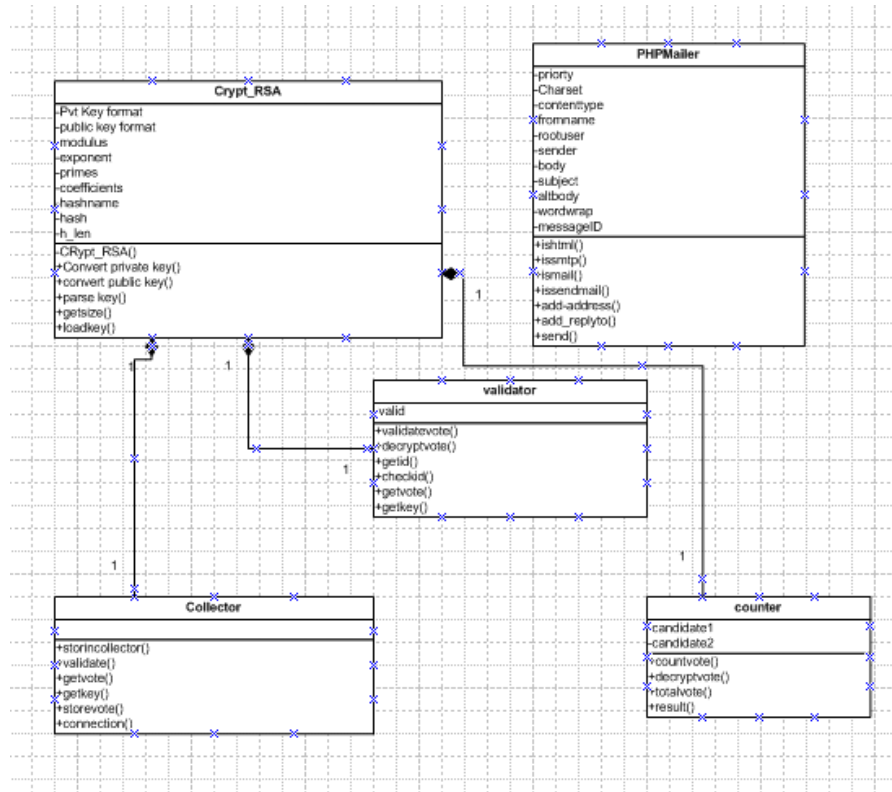 Crypt_RSA
-Pvt Key format
-public key format
-modulus
-exponent
-primes
-coefficients
-hashname
-hash
-h_len
-CRypt_RSA()
+Convert private key()
+convert public key()
+parse key()
+getsize()
+loadkey()
PHPMailer
-priorty
-Charset
-contenttype
-fromname
-rootuser
-sender
-body
-subject
-altbody
-wordwrap
-messageID
+ishtml()
+issmtp()
+ismail()
+issendmail()
+add-address()
+add_replyto()
+send()
1
1
1
validator
-valid
+validatevote()
+decryptvote()
+getid()
+checkid()
+getvote()
+getkey()
1
1
1
Collector
+storincollector()
+validate()
+getvote()
+getkey()
+storevote()
+connection()
counter
-candidate1
-candidate2
+countvote()
+decryptvote()
+totalvote()
+result()